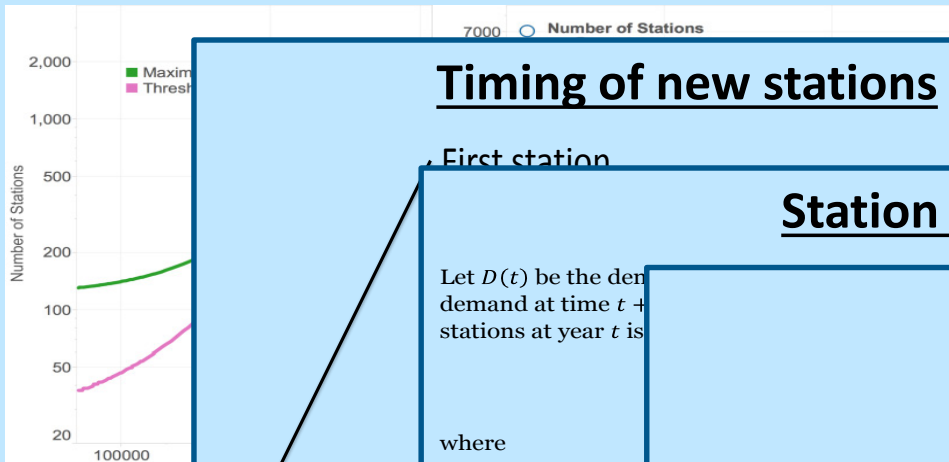 7000 Number of Stations
2,000
Maxim
Thresh
1,000
500
200
100
50
20
100000
Number of Stations
Timing of new stations
First station
Station
Let D(t) be the den
demand at time t +
stations at year t is
where